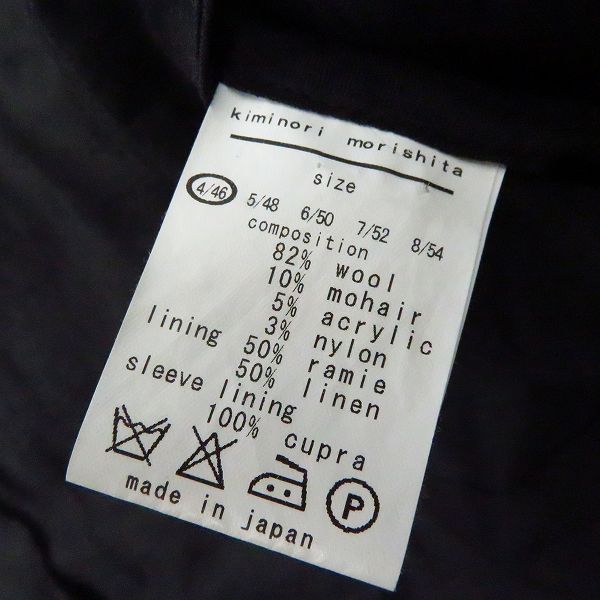 kiminori morishita
size
4/46 5/48 6/50 7/52 8/54
composition
82% wool
10% mohair
5% acrylic
3% nylon
lining 50% ramie
50% linen
sleeve lining
100% cupra
P
made in japan